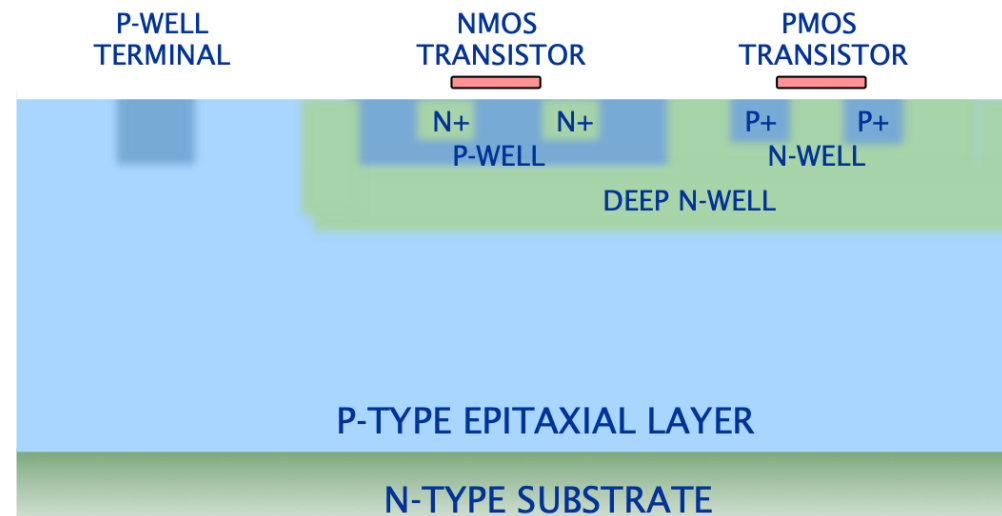 P-WELL
TERMINAL
NMOS
TRANSISTOR
PMOS
TRANSISTOR
N+ N+
P-WELL
P+ P+
N-WELL
DEEP N-WELL
P-TYPE EPITAXIAL LAYER
N-TYPE SUBSTRATE